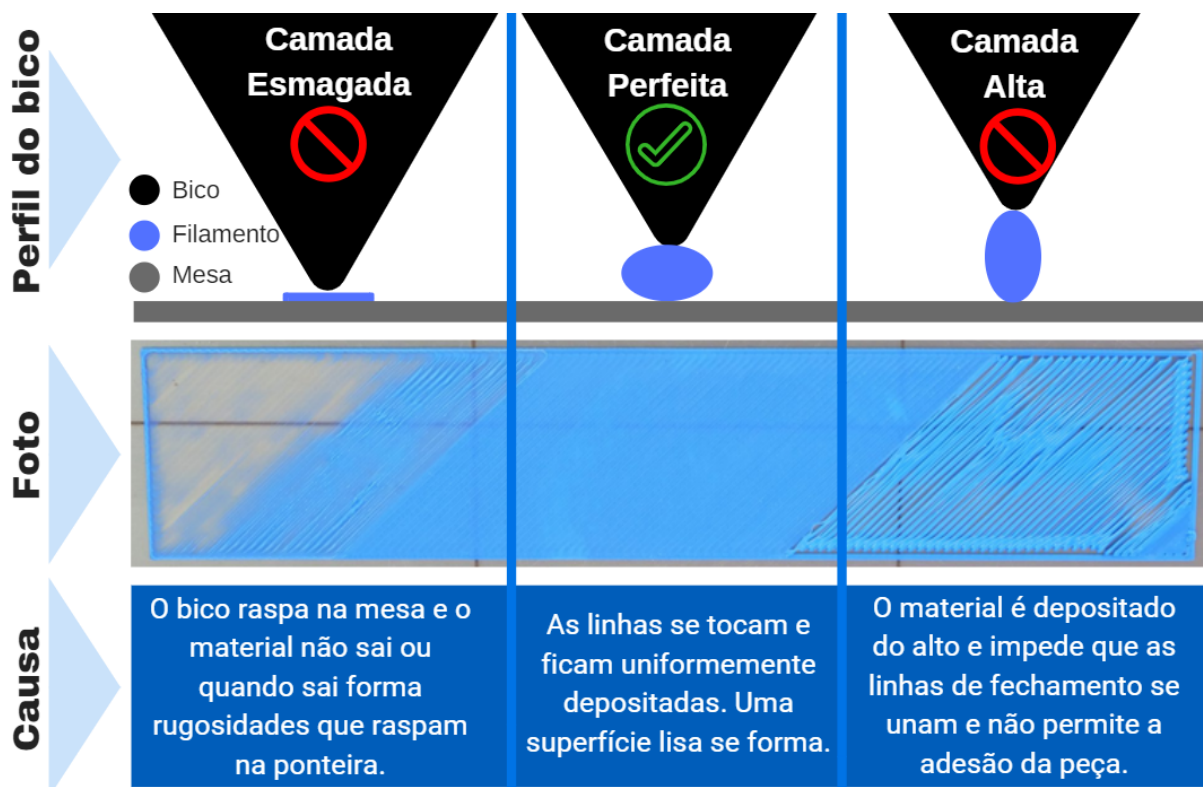 Perfil do bico
Camada
Esmagada
Camada
Perfeita
Camada
Alta
Bico
Filamento
Mesa
Foto
Causa
O bico raspa na mesa e o
material não sai ou
quando sai forma
rugosidades que raspam
na ponteira.
As linhas se tocam e
ficam uniformemente
depositadas. Uma
superfície lisa se forma.
O material é depositado
do alto e impede que as
linhas de fechamento se
unam e não permite a
adesão da peça.